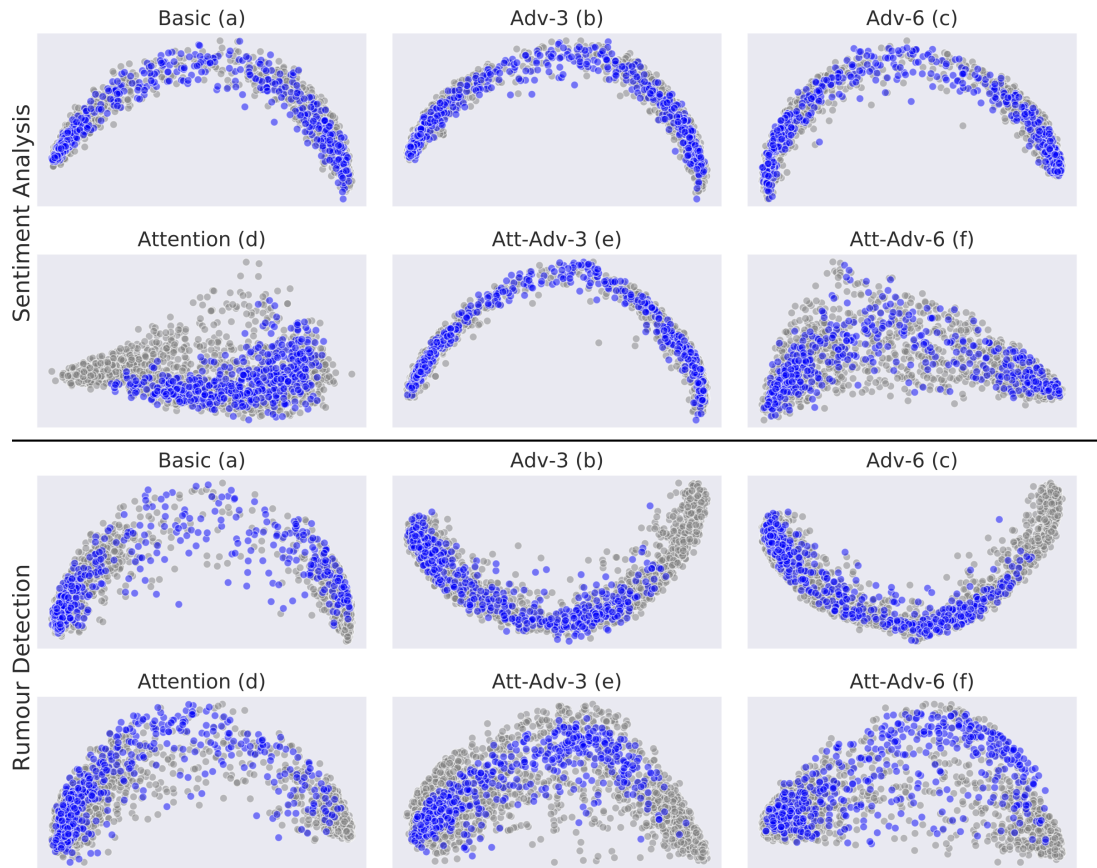 Sentiment Analysis
Basic (a)
Adv-3 (b)
Adv-6 (c)
Attention (d)
Att-Adv-3 (e)
Att-Adv-6 (f)
Rumour Detection
Basic (a)
Adv-3 (b)
Adv-6 (c)
Attention (d)
Att-Adv-3 (e)
Att-Adv-6 (f)